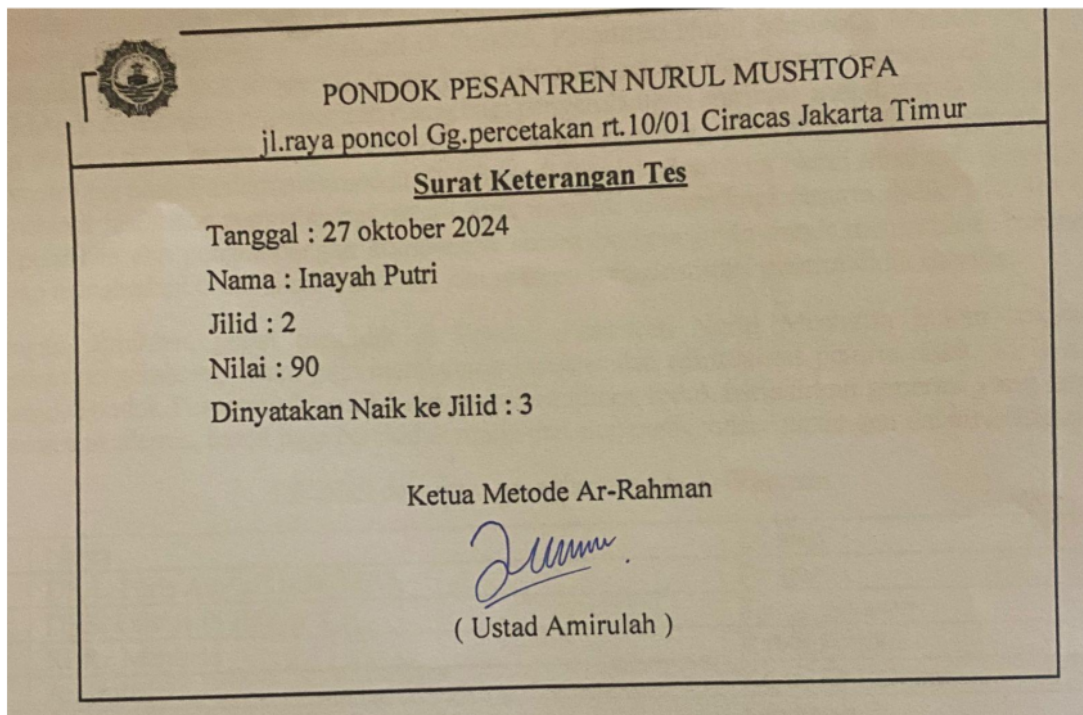 PONDOK PESANTREN NURUL MUSHTOFA
jl.raya poncol Gg.percetakan rt.10/01 Ciracas Jakarta Timur
Surat Keterangan Tes
Tanggal : 27 oktober 2024
Nama : Inayah Putri
Jilid : 2
Nilai : 90
Dinyatakan Naik ke Jilid : 3
Ketua Metode Ar-Rahman
( Ustad Amirulah )